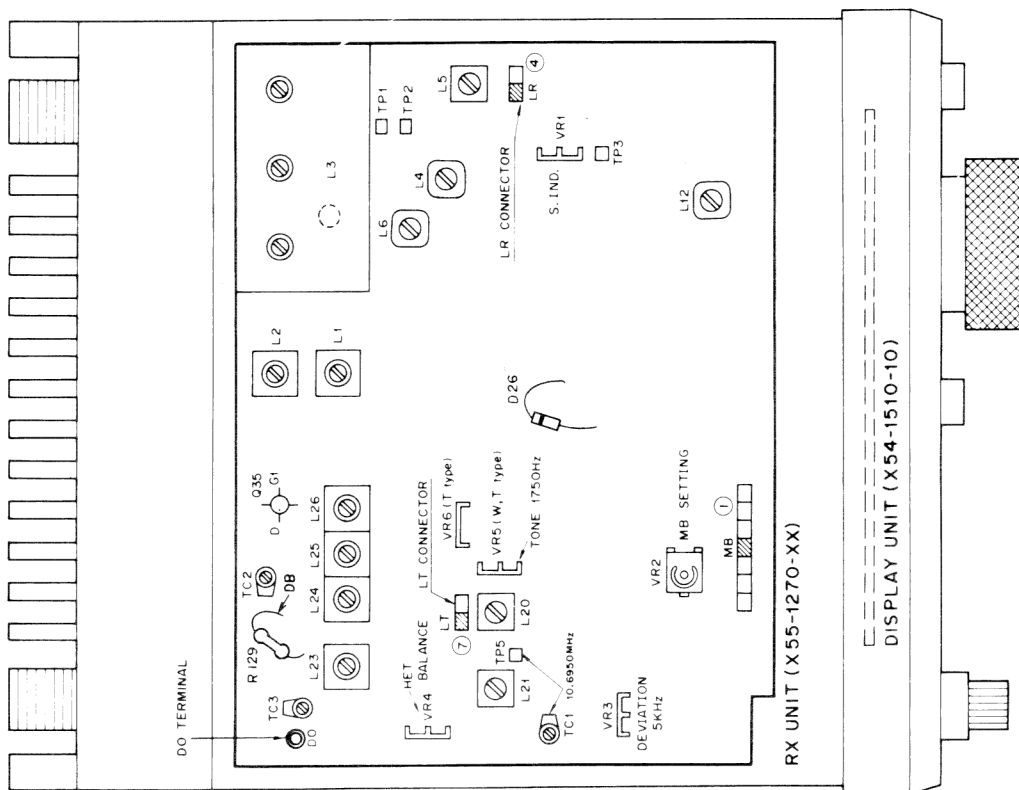 DO TERMINAL
DO
TC3
R129
DB
TC2
D
Q35
G1
L23
L24
L25
L26
L2
L1
L3
TP1
TP2
L5
④
LR
LR CONNECTOR
L4
L6
S.IND.
VR1
TP3
L12
HET
BALANCE
VR4
LT
⑦
LT CONNECTOR
VR6 (T type)
VR5 (W,T type)
TONE 1750Hz
L20
L21
TP5
TC1
10.6950MHz
VR3
DEVIATION
5KHz
D26
VR2
MB SETTING
MB
①
RX UNIT (X55-1270-XX)
DISPLAY UNIT (X54-1510-10)